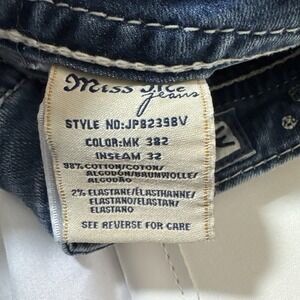 Miss Me
jeans
STYLE NO:JPB2398V
COLOR:MK 382
INSEAM 32
98% COTTON/COTON/
ALGODÓN/BAUMWOLLE/
ALGODÃO
2% ELASTANE/ELASTHANNE/
ELASTANO/ELASTAN/
ELASTANO
SEE REVERSE FOR CARE